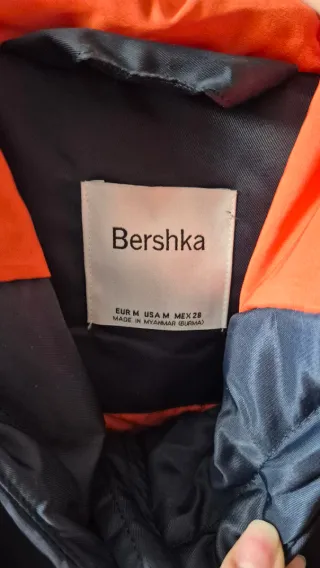 Bershka
EUR M USA M MEX 28
MADE IN MYANMAR (BURMA)